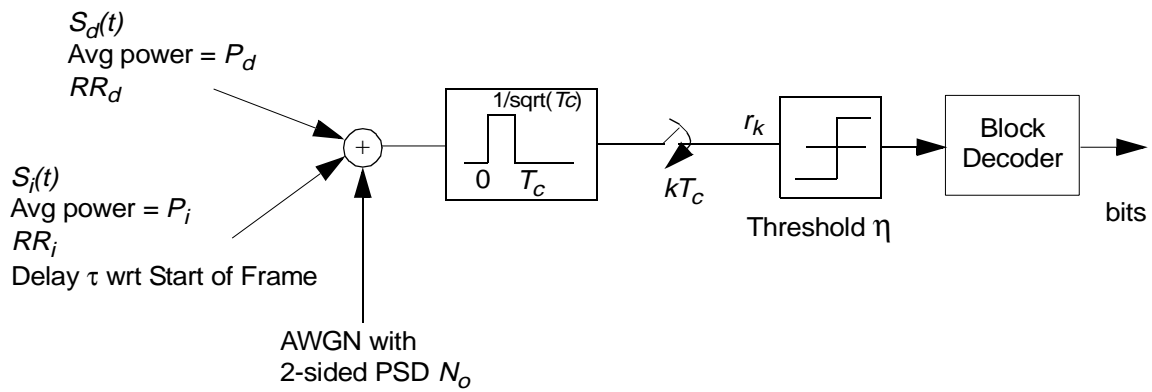 S_d(t)
Avg power = P_d
RR_d
S_i(t)
Avg power = P_i
RR_i
Delay τ wrt Start of Frame
+
AWGN with
2-sided PSD N_o
1/sqrt(Tc)
0 T_c
kT_c
r_k
Threshold η
Block
Decoder
bits